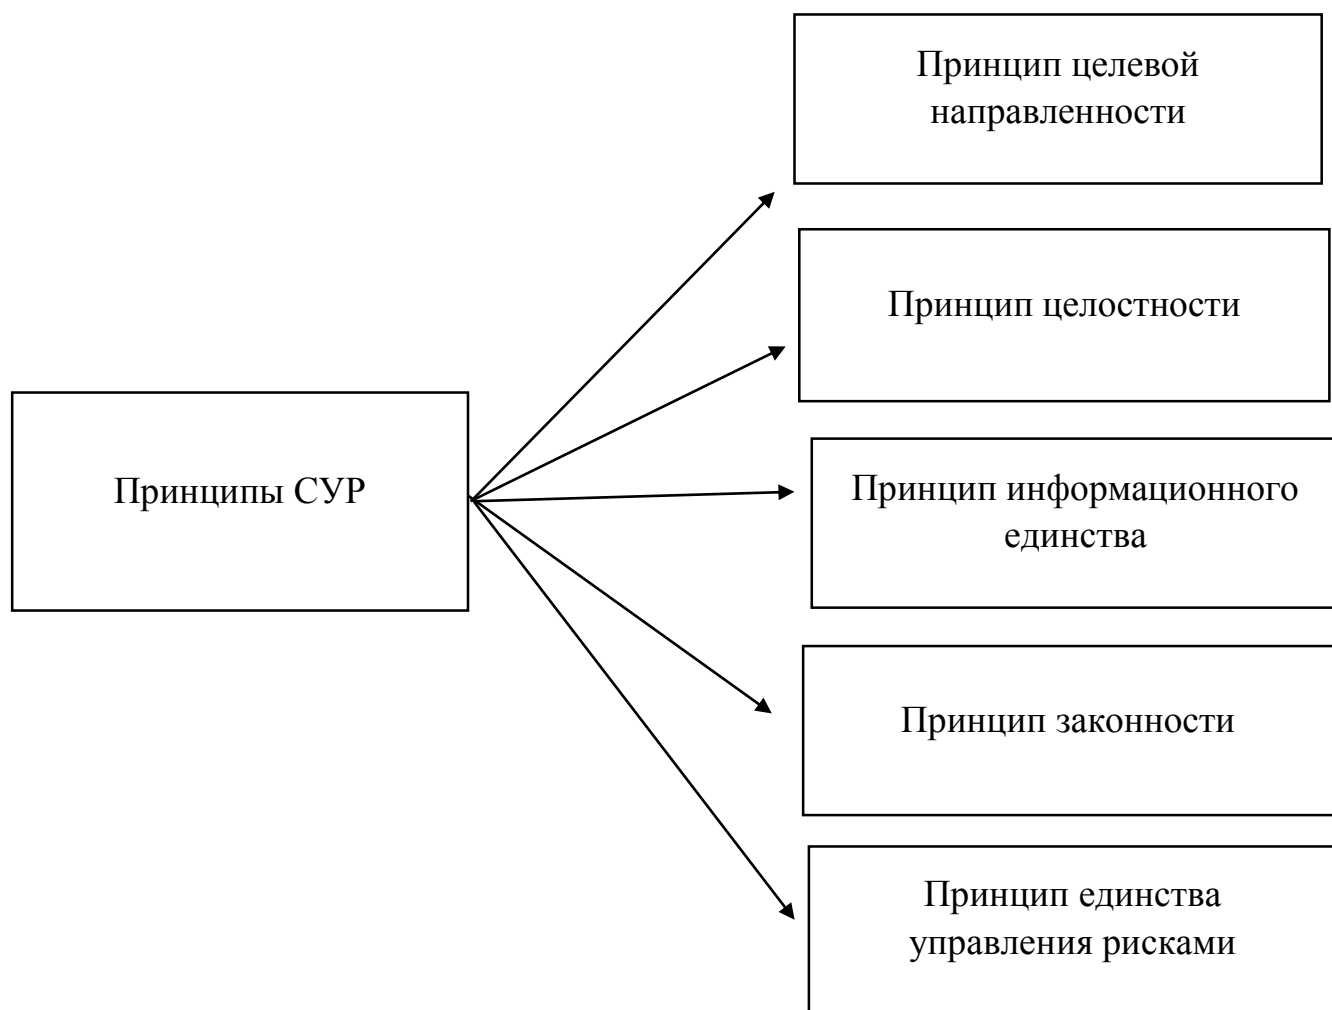 Принципы СУР
Принцип целевой
направленности
Принцип целостности
Принцип информационного
единства
Принцип законности
Принцип единства
управления рисками